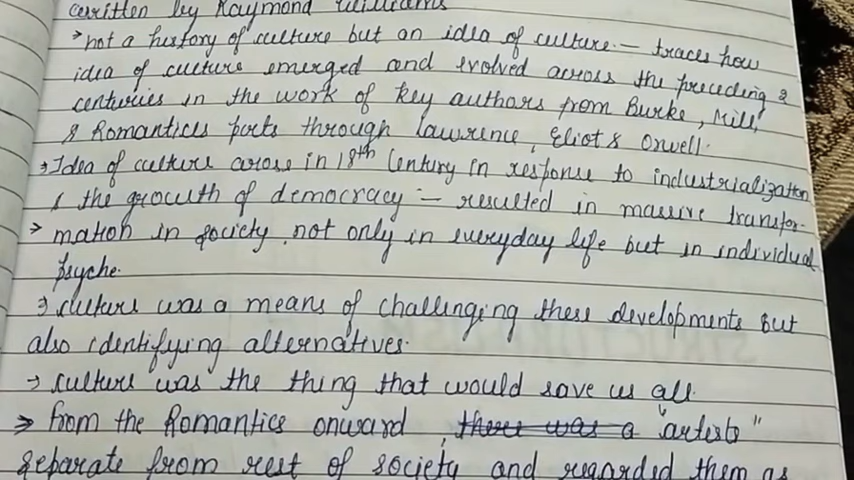 written by Raymond Williams
→ not a history of culture but an idea of culture — traces how
idea of culture emerged and evolved across the preceding 2
centuries in the work of key authors from Burke, Mill,
& Romantics poets through Lawrence, Eliot & Orwell.
→ Idea of culture arose in 18th Century in response to industrialization
& the growth of democracy — resulted in massive transfor-
→ mation in society not only in everyday life but in individual
psyche.
→ culture was a means of challenging these developments but
also identifying alternatives.
→ culture was the thing that would save us all.
→ From the Romantics onward, there was a "artists"
separate from rest of society and regarded them as